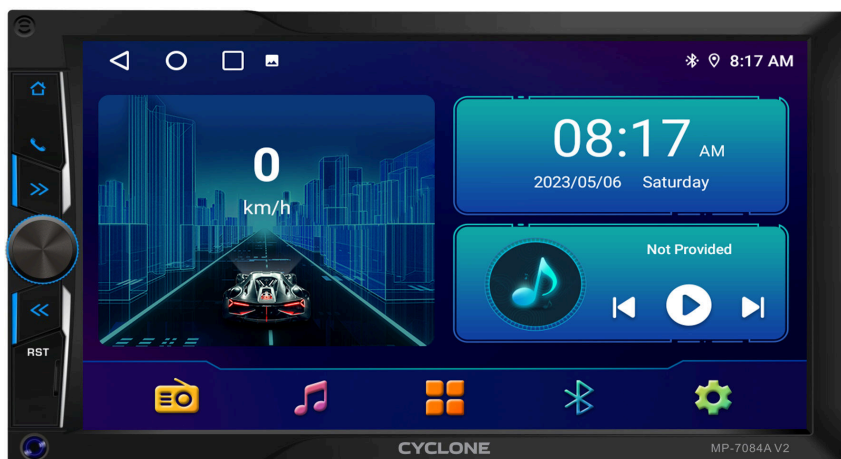 8:17 AM
0
km/h
08:17 AM
2023/05/06 Saturday
Not Provided
RST
CYCLONE
MP-7084A V2